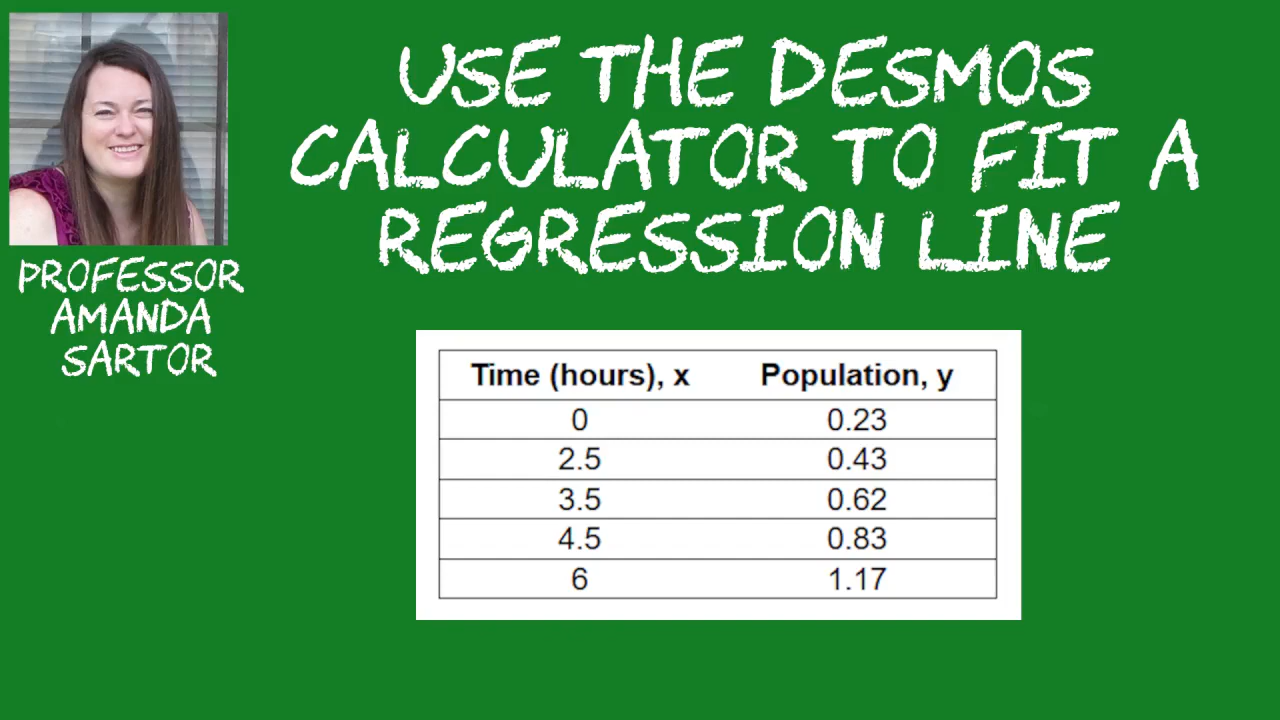 USE THE DESMOS
CALCULATOR TO FIT A
REGRESSION LINE
PROFESSOR
AMANDA
SARTOR
Time (hours), x Population, y
0 0.23
2.5 0.43
3.5 0.62
4.5 0.83
6 1.17